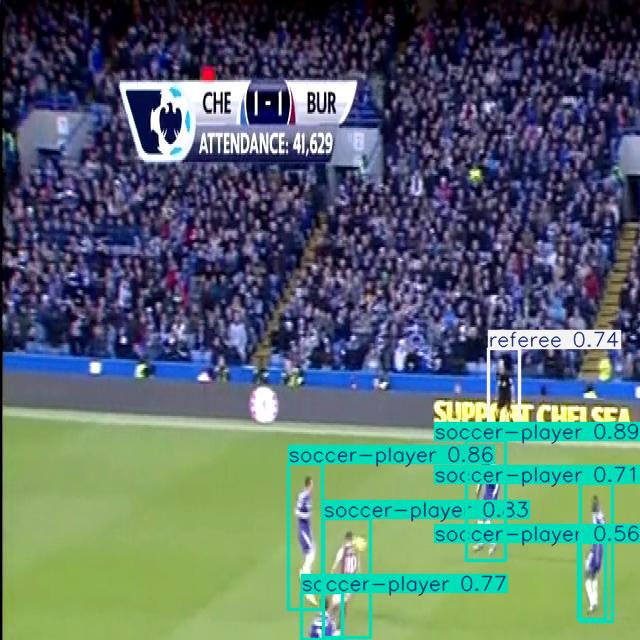 CHE 1-1 BUR
ATTENDANCE: 41,629
referee 0.74
SUPPORT CHELSEA
soccer-player 0.89
soccer-player 0.86
soccer-player 0.71
soccer-player 0.83
soccer-player 0.56
soccer-player 0.77